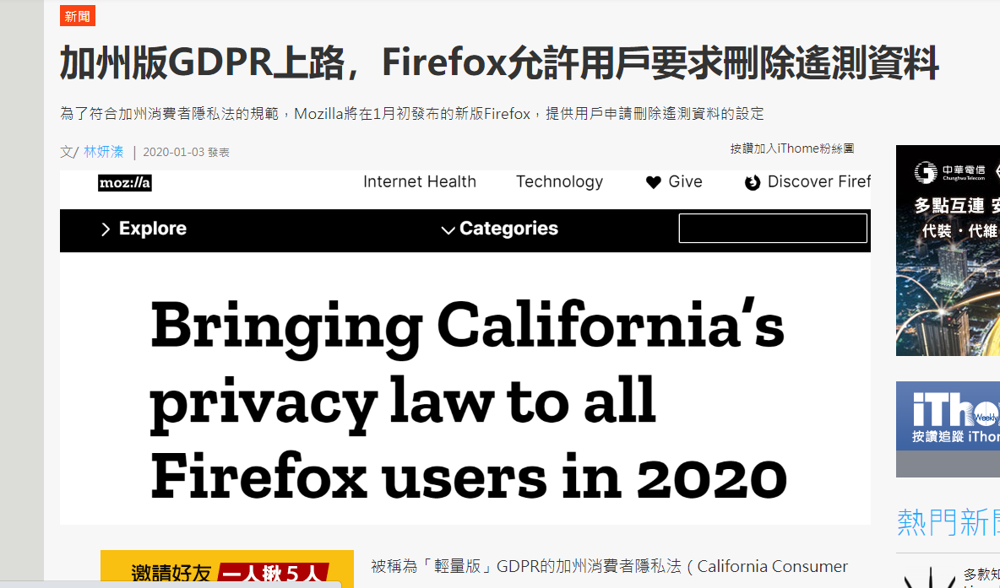 新聞
加州版GDPR上路，Firefox允許用戶要求刪除遙測資料
為了符合加州消費者隱私法的規範，Mozilla將在1月初發布的新版Firefox，提供用戶申請刪除遙測資料的設定
文/ 林妍溱 | 2020-01-03 發表
按讚加入iThome粉絲團
moz://a
Internet Health Technology Give Discover Firef
Explore Categories
Bringing California’s
privacy law to all
Firefox users in 2020
邀請好友 一人揪5人
被稱為「輕量版」GDPR的加州消費者隱私法 ( California Consumer
中華電信
Chunghwa Telecom
多點互連 安
代裝・代維
iTho
Weekly
按讚追蹤 iThom
熱門新聞
多款知